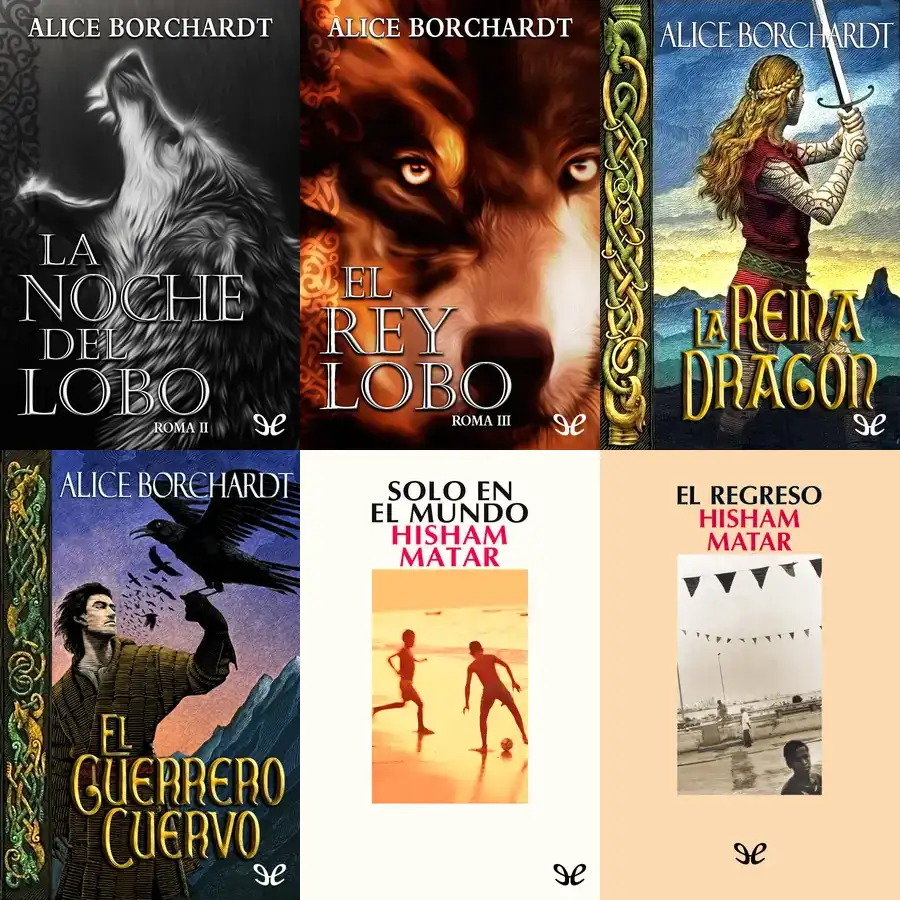 ALICE BORCHARDT
LA
NOCHE
DEL
LOBO
ROMA II
ALICE BORCHARDT
EL
REY
LOBO
ROMA III
ALICE BORCHARDT
LA REINA
DRAGÓN
ALICE BORCHARDT
EL
GUERRERO
CUERVO
SOLO EN
EL MUNDO
HISHAM
MATAR
EL REGRESO
HISHAM
MATAR